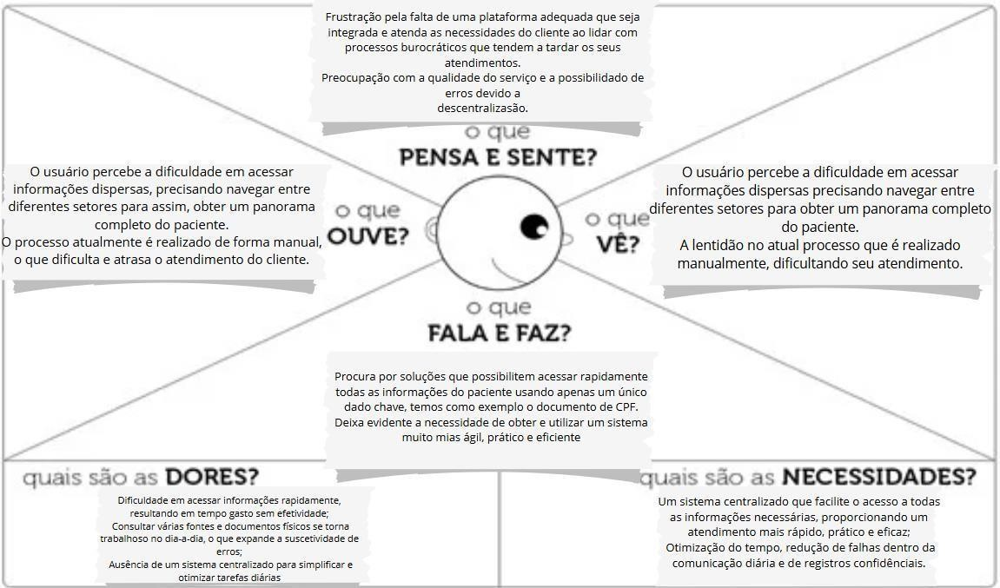 Frustração pela falta de uma plataforma adequada que seja
integrada e atenda as necessidades do cliente ao lidar com
processos burocráticos que tendem a tardar os seus
atendimentos.
Preocupação com a qualidade do serviço e a possibilidado de
erros devido a
descentralizasão.
o que
PENSA E SENTE?
O usuário percebe a dificuldade em acessar
informações dispersas, precisando navegar entre
diferentes setores para assim, obter um panorama
completo do paciente.
O processo atualmente é realizado de forma manual,
o que dificulta e atrasa o atendimento do cliente.
o que
OUVE?
o que
VÊ?
O usuário percebe a dificuldade em acessar
informações dispersas precisando navegar entre
diferentes setores para obter um panorama completo
do paciente.
A lentidão no atual processo que é realizado
manualmente, dificultando seu atendimento.
o que
FALA E FAZ?
Procura por soluções que possibilitem acessar rapidamente
todas as informações do paciente usando apenas um único
dado chave, temos como exemplo o documento de CPF.
Deixa evidente a necessidade de obter e utilizar um sistema
muito mias ágil, prático e eficiente
quais são as DORES?
Dificuldade em acessar informações rapidamente,
resultando em tempo gasto sem efetividade;
Consultar várias fontes e documentos físicos se torna
trabalhoso no dia-a-dia, o que expande a suscetividade de
erros;
Ausência de um sistema centralizado para simplificar e
otimizar tarefas diárias
quais são as NECESSIDADES?
Um sistema centralizado que facilite o acesso a todas
as informações necessárias, proporcionando um
atendimento mais rápido, prático e eficaz;
Otimização do tempo, redução de falhas dentro da
comunicação diária e de registros confidênciais.